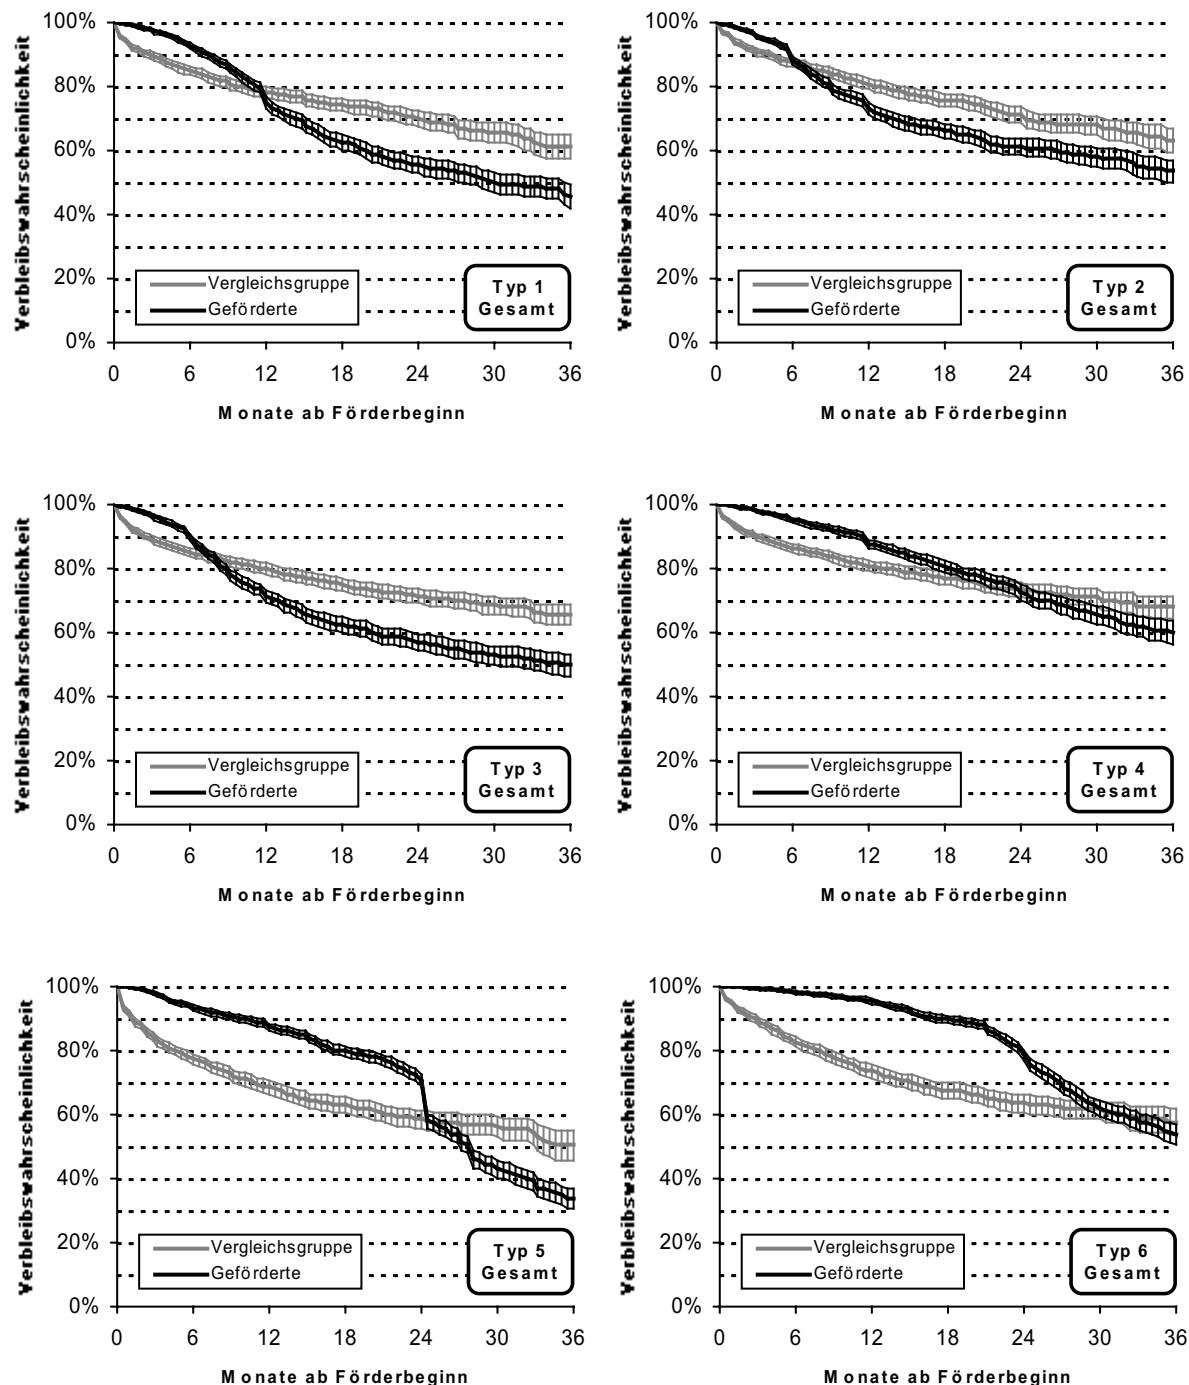 Verbleibswahrscheinlichkeit
100%
80%
60%
40%
20%
0%
Vergleichsgruppe
Geförderte
Typ 1
Gesamt
0 6 12 18 24 30 36
Monate ab Förderbeginn
Verbleibswahrscheinlichkeit
100%
80%
60%
40%
20%
0%
Vergleichsgruppe
Geförderte
Typ 2
Gesamt
0 6 12 18 24 30 36
Monate ab Förderbeginn
Verbleibswahrscheinlichkeit
100%
80%
60%
40%
20%
0%
Vergleichsgruppe
Geförderte
Typ 3
Gesamt
0 6 12 18 24 30 36
Monate ab Förderbeginn
Verbleibswahrscheinlichkeit
100%
80%
60%
40%
20%
0%
Vergleichsgruppe
Geförderte
Typ 4
Gesamt
0 6 12 18 24 30 36
Monate ab Förderbeginn
Verbleibswahrscheinlichkeit
100%
80%
60%
40%
20%
0%
Vergleichsgruppe
Geförderte
Typ 5
Gesamt
0 6 12 18 24 30 36
Monate ab Förderbeginn
Verbleibswahrscheinlichkeit
100%
80%
60%
40%
20%
0%
Vergleichsgruppe
Geförderte
Typ 6
Gesamt
0 6 12 18 24 30 36
Monate ab Förderbeginn